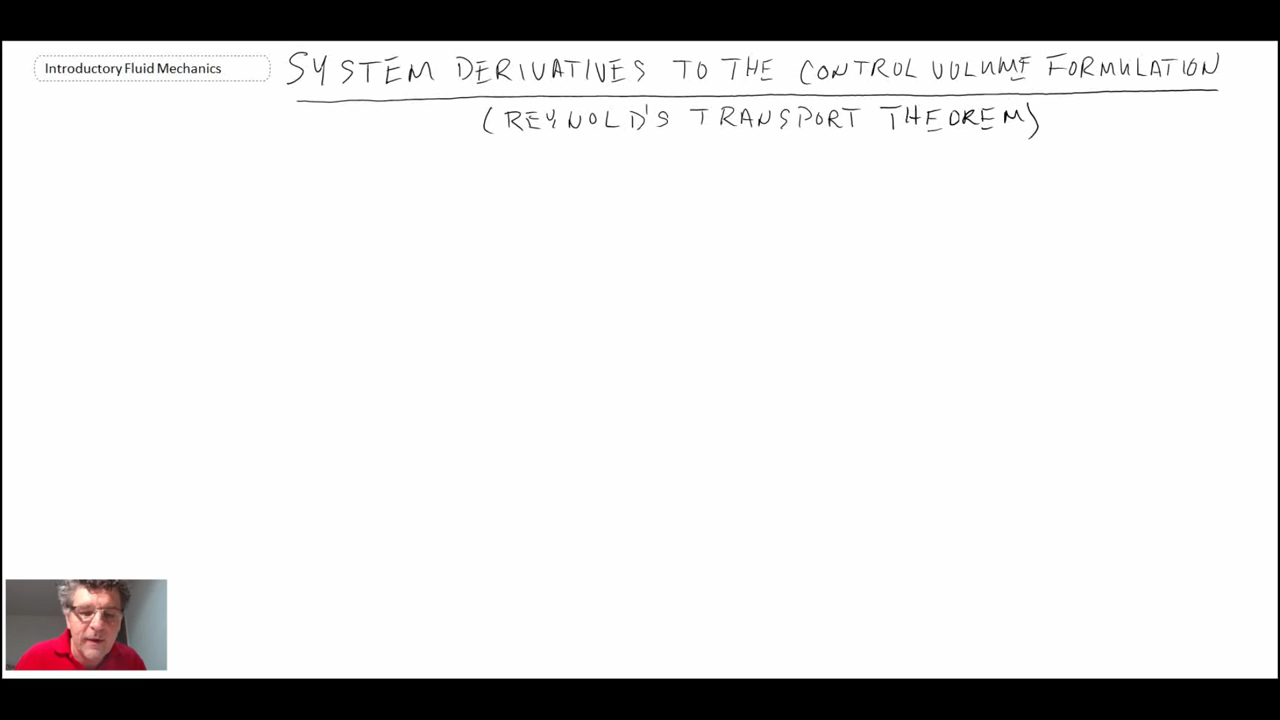 Introductory Fluid Mechanics
SYSTEM DERIVATIVES TO THE CONTROL VOLUME FORMULATION
(REYNOLD'S TRANSPORT THEOREM)